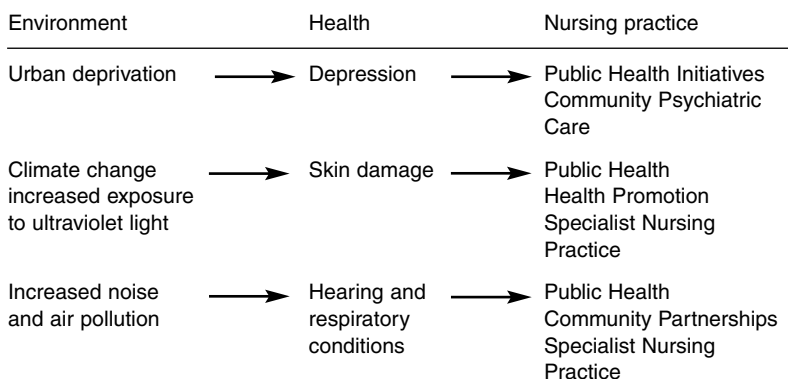 Environment Health Nursing practice
Urban deprivation Depression Public Health Initiatives
Community Psychiatric
Care
Climate change Skin damage Public Health
increased exposure Health Promotion
to ultraviolet light Specialist Nursing
Practice
Increased noise Hearing and Public Health
and air pollution respiratory Community Partnerships
conditions Specialist Nursing
Practice